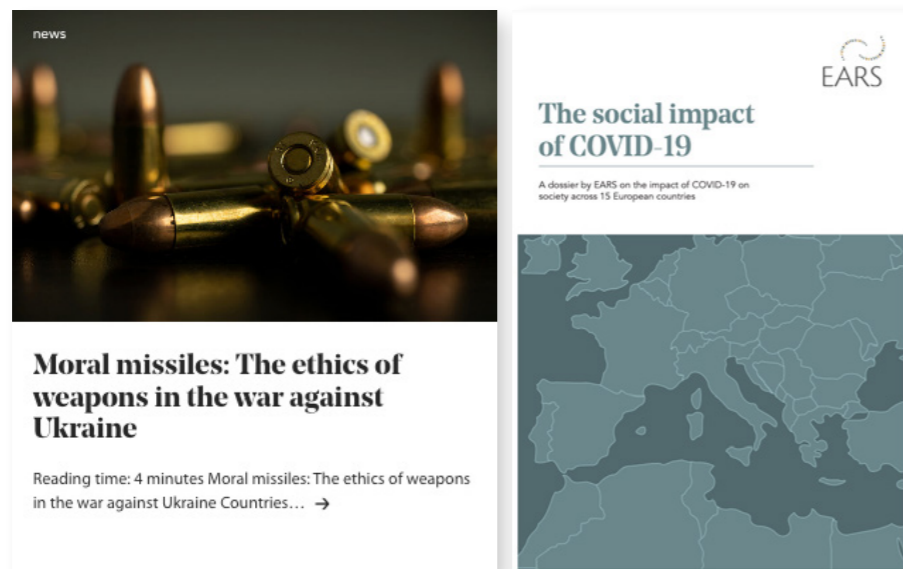 news
Moral missiles: The ethics of
weapons in the war against
Ukraine
Reading time: 4 minutes Moral missiles: The ethics of weapons
in the war against Ukraine Countries… →
EARS
The social impact
of COVID-19
A dossier by EARS on the impact of COVID-19 on
society across 15 European countries